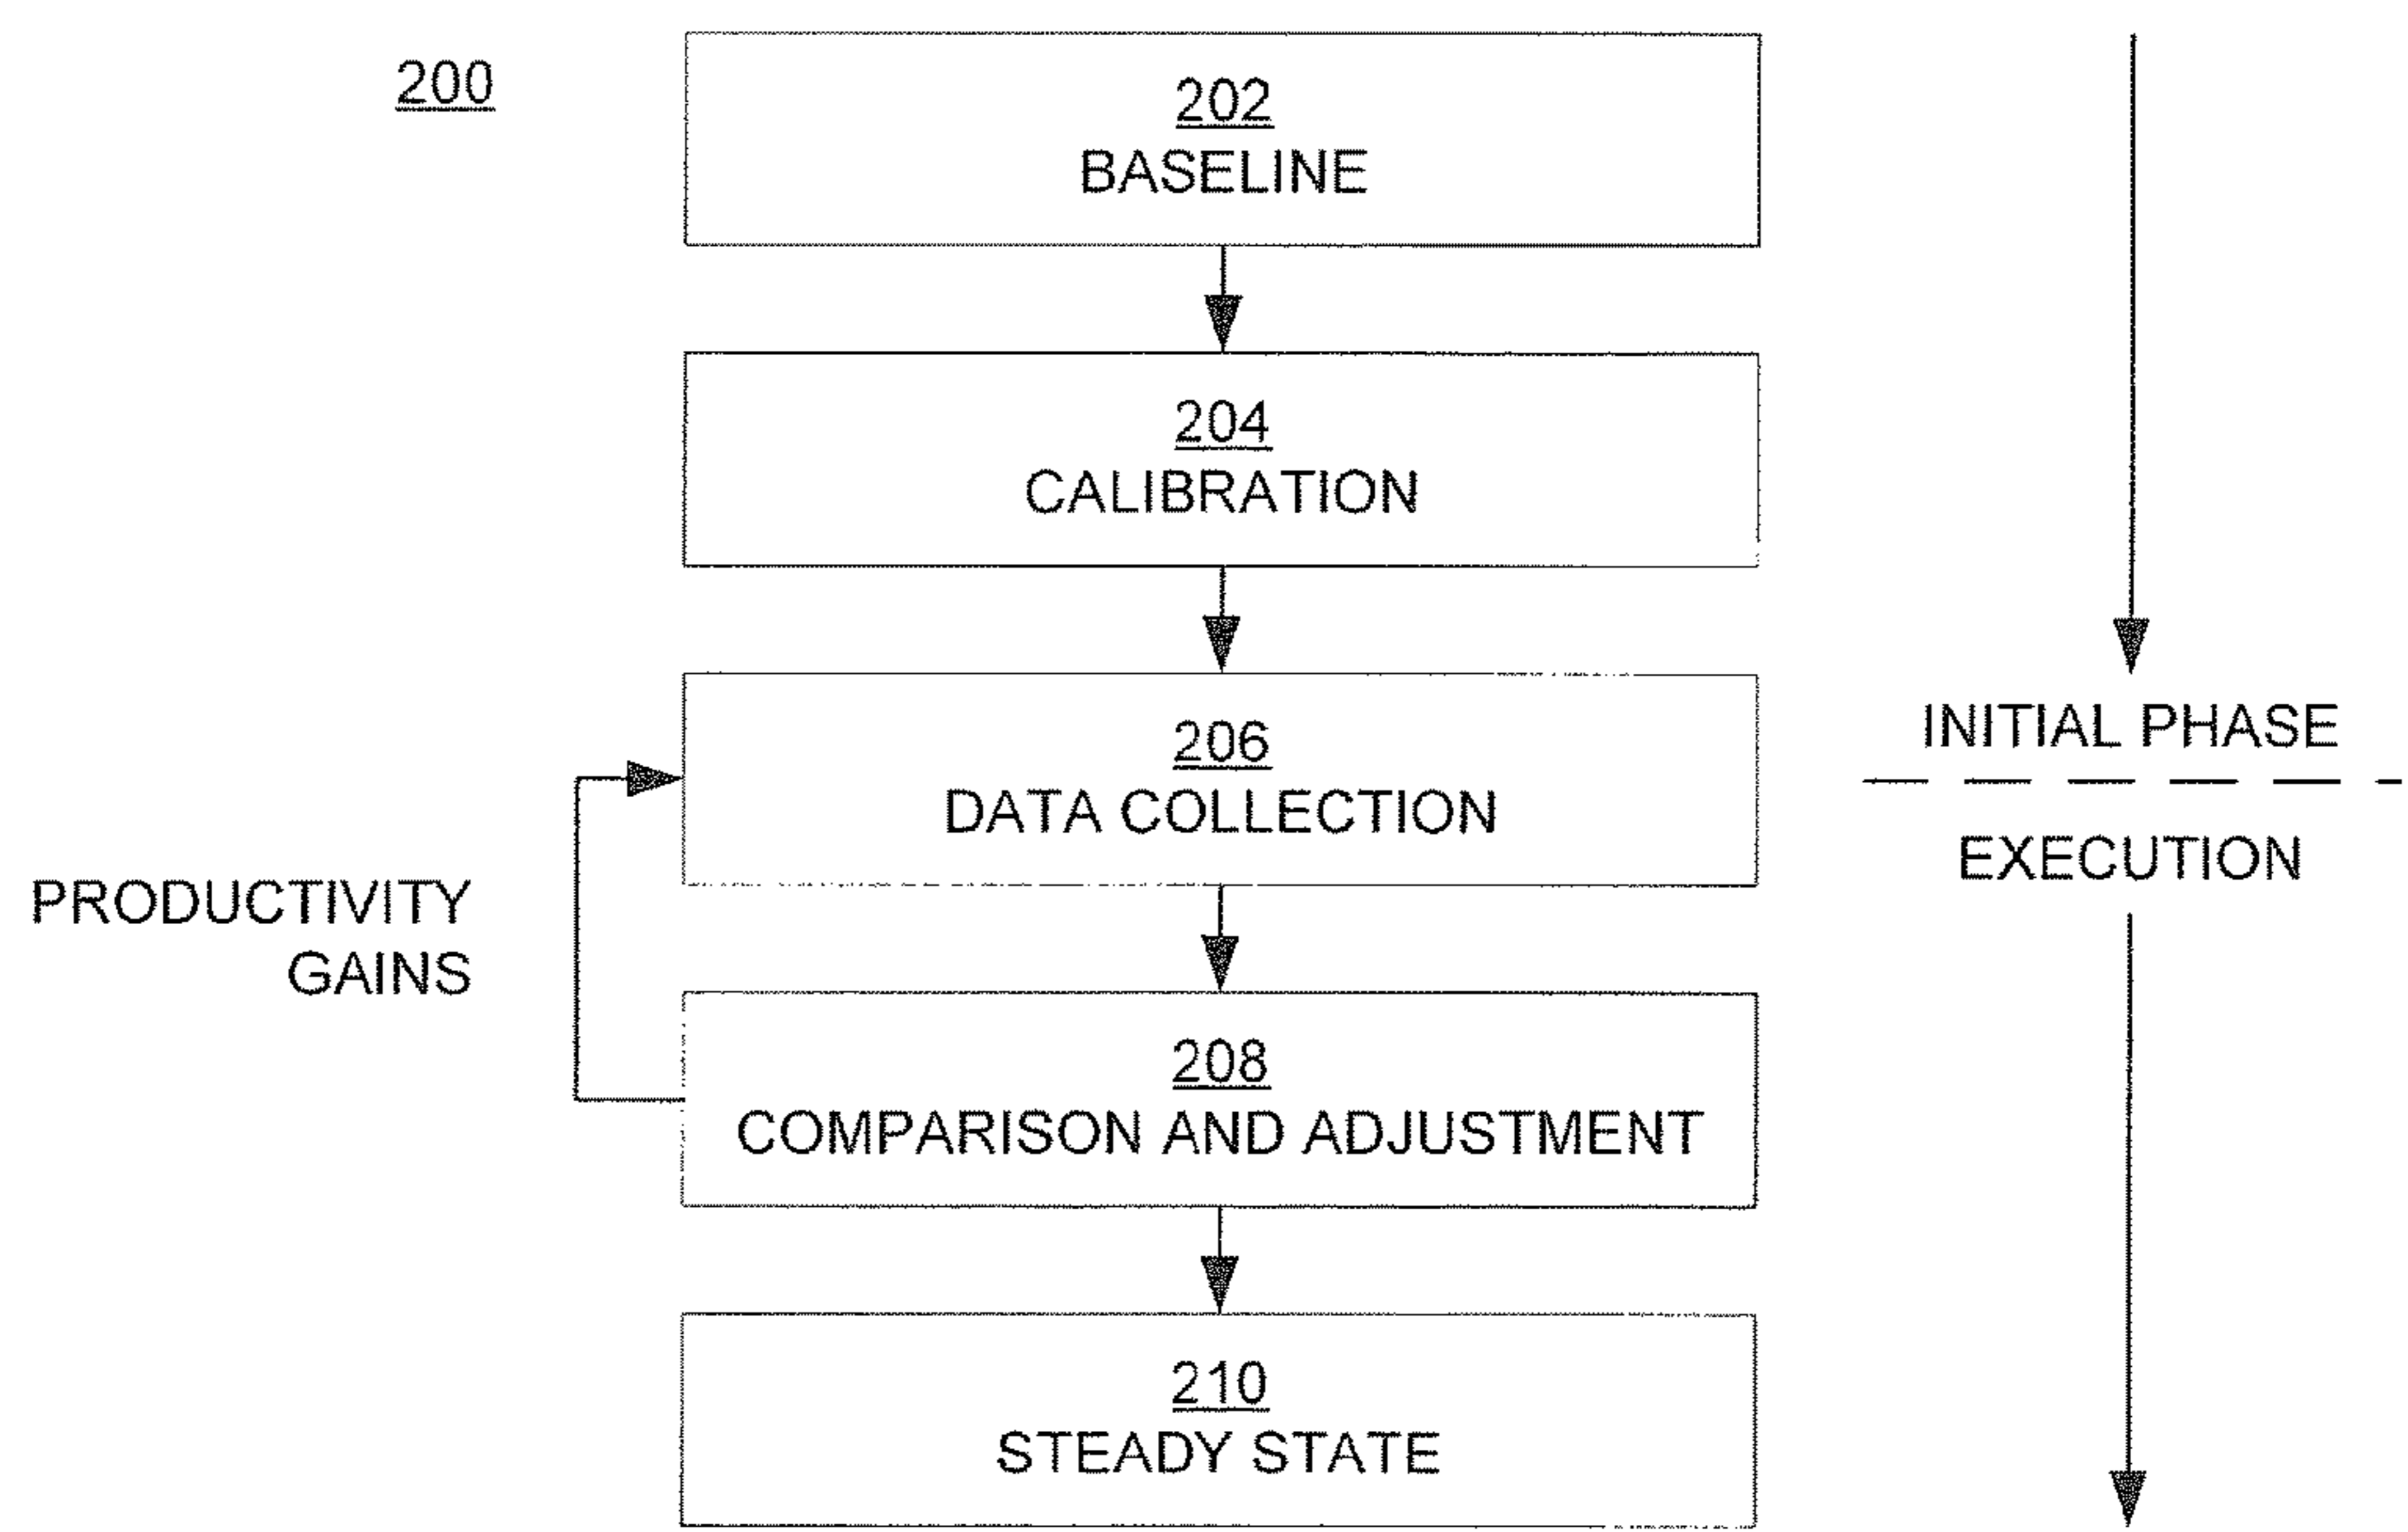 200
202
BASELINE
204
CALIBRATION
206
DATA COLLECTION
INITIAL PHASE
EXECUTION
PRODUCTIVITY
GAINS
208
COMPARISON AND ADJUSTMENT
210
STEADY STATE